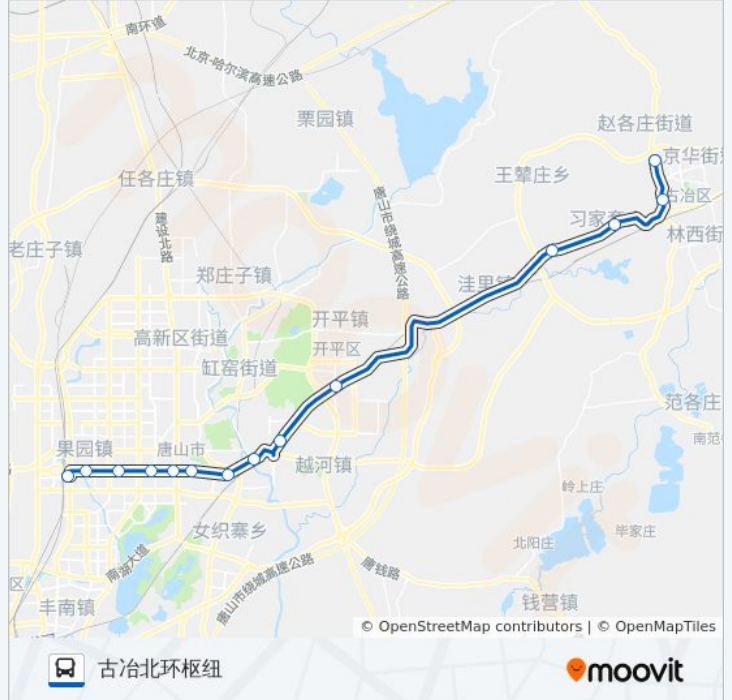 南环道
北京-哈尔滨高速公路
栗园镇
赵各庄街道
京华街道
任各庄镇
王辇庄乡
古冶区
唐山市绕城高速公路
建设北路
习家套
林西街
老庄子镇
郑庄子镇
洼里镇
开平镇
高新区街道
开平区
缸窑街道
范各庄
果园镇
唐山市
南范
越河镇
岭上庄
女织寨乡
毕家庄
北阳庄
南湖大道
唐山市绕城高速公路
唐钱路
区
丰南镇
钱营镇
© OpenStreetMap contributors | © OpenMapTiles
古冶北环枢纽
moovit